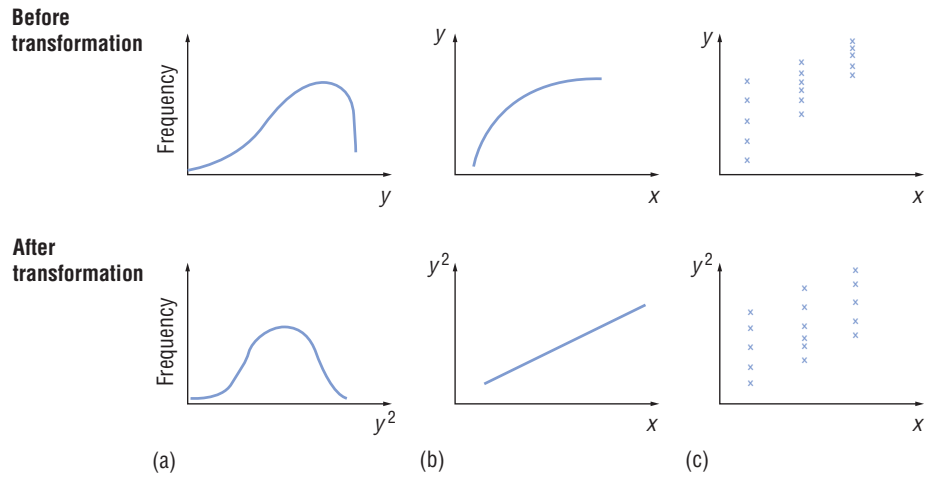 Before
transformation
Frequency
y
y
x
y
x
After
transformation
Frequency
y²
y²
x
y²
x
(a)
(b)
(c)